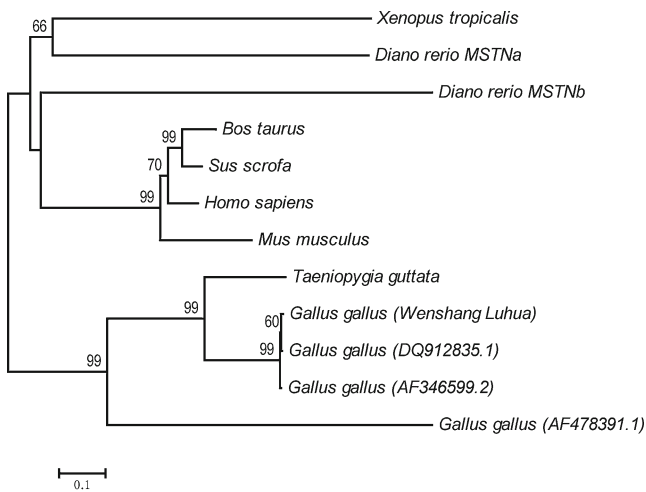 66
Xenopus tropicalis
Diano rerio MSTNa
Diano rerio MSTNb
99
Bos taurus
70
Sus scrofa
99
Homo sapiens
Mus musculus
Taeniopygia guttata
99
60
Gallus gallus (Wenshang Luhua)
99
Gallus gallus (DQ912835.1)
99
Gallus gallus (AF346599.2)
Gallus gallus (AF478391.1)
0.1